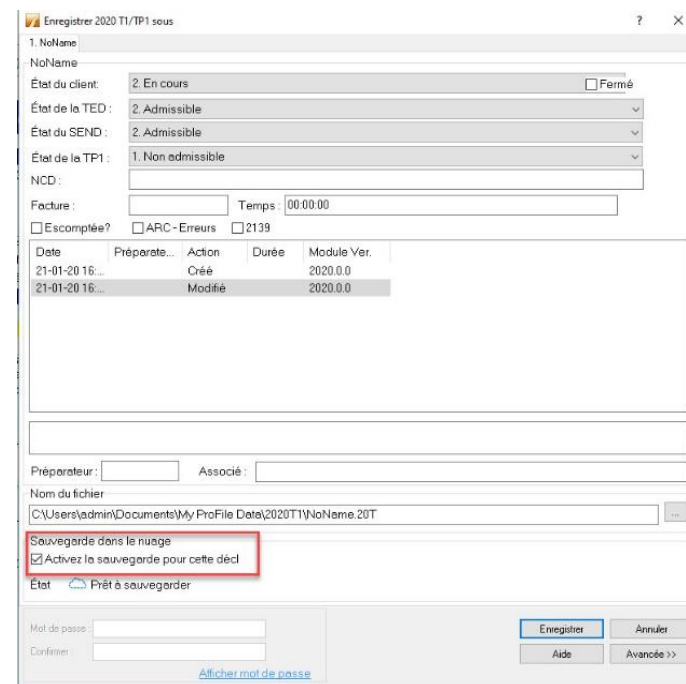 Enregistrer 2020 T1/TP1 sous ? X
1. NoName
NoName
État du client: 2. En cours Fermé
État de la TED : 2. Admissible
État du SEND : 2. Admissible
État de la TP1 : 1. Non admissible
NCD :
Facture : Temps : 00:00:00
Escomptée? ARC - Erreurs 2139
Date Préparate... Action Durée Module Ver.
21-01-20 16:... Créé 2020.0.0
21-01-20 16:... Modifié 2020.0.0
Préparateur : Associé :
Nom du fichier
C:\Users\admin\Documents\My ProFile Data\2020T1\NoName.20T ...
Sauvegarde dans le nuage
Activez la sauvegarde pour cette décl
État Prêt à sauvegarder
Mot de passe : Enregistrer Annuler
Confirmer : Aide Avancée >>
Afficher mot de passe